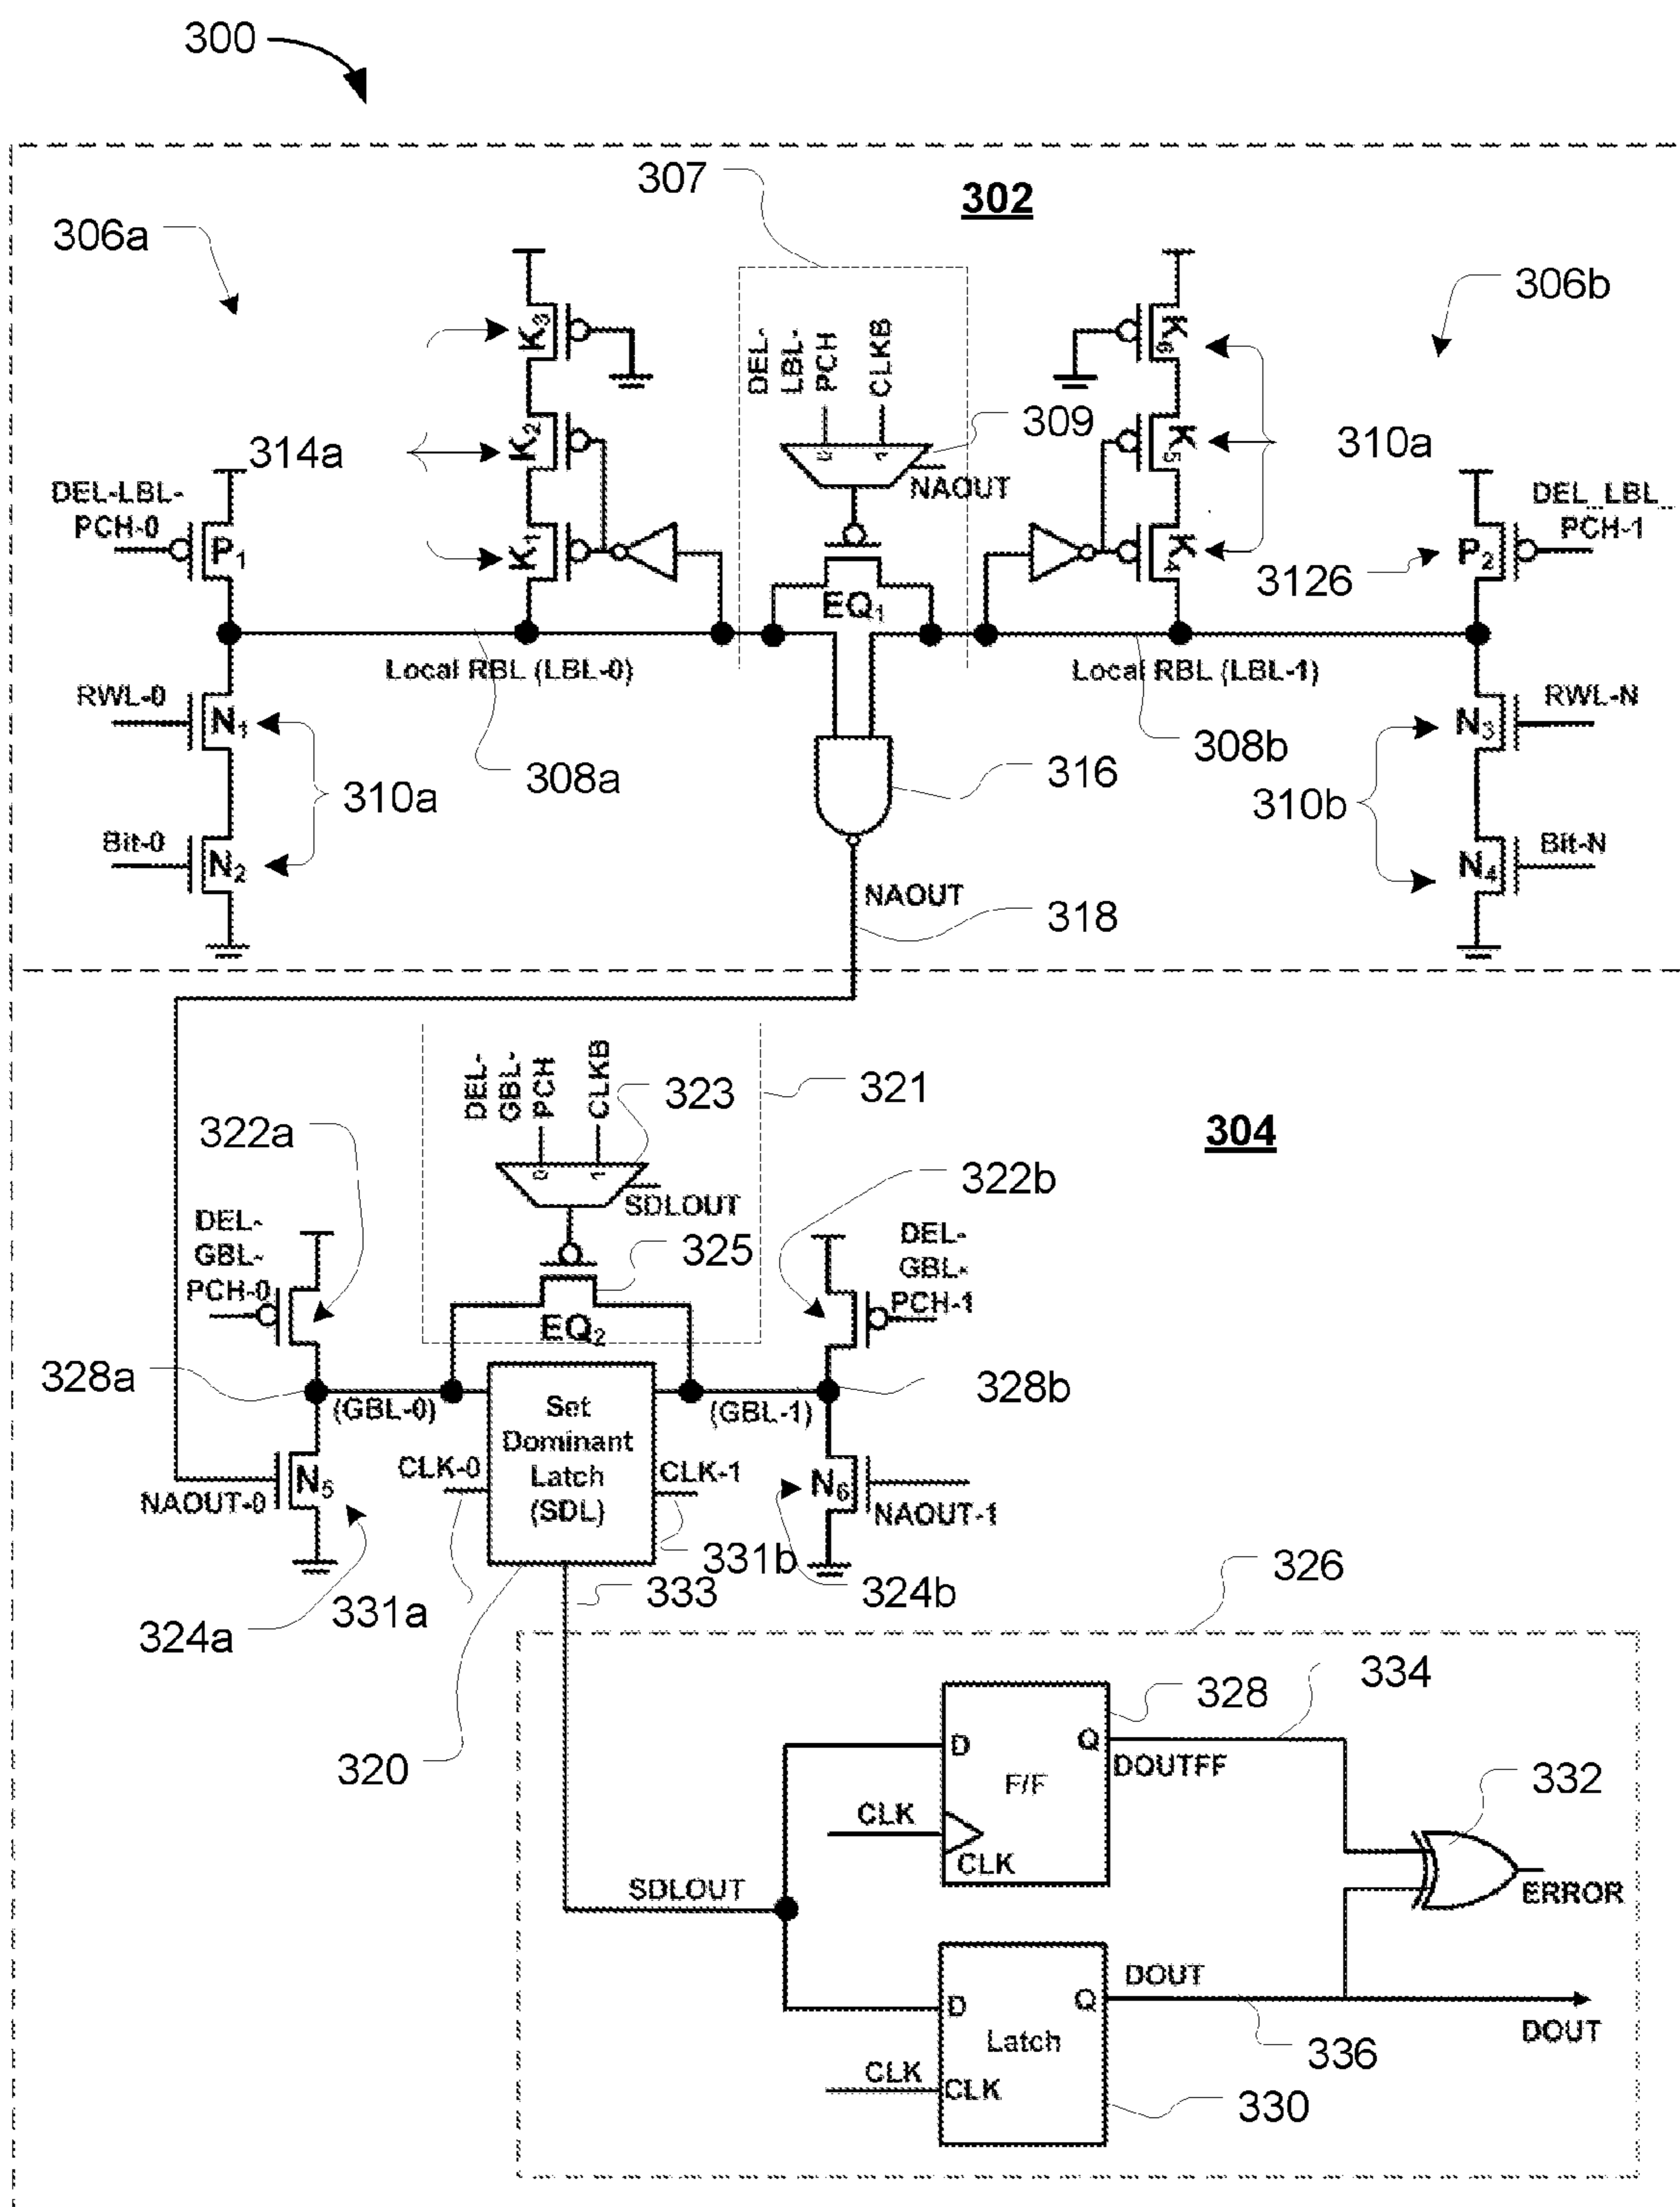 300
302
307
306a
306b
K3
K6
DEL-
LBL-
PCH
CLKB
309
310a
314a
K2
K5
0
1
NAOUT
DEL-LBL-
PCH-0
P1
K1
EQ1
K4
3126
P2
DEL_LBL_
PCH-1
Local RBL (LBL-0)
Local RBL (LBL-1)
RWL-0
N1
308a
310a
316
308b
N3
RWL-N
310b
Bit-0
N2
NAOUT
318
N4
Bit-N
DEL-
GBL-
PCH
CLKB
323
321
304
322a
322b
0
1
SDLOUT
DEL-
GBL-
PCH-0
325
EQ2
DEL-
GBL-
PCH-1
328a
(GBL-0)
Set
Dominant
Latch
(SDL)
(GBL-1)
328b
CLK-0
CLK-1
N5
NAOUT-0
N6
NAOUT-1
331b
324a
331a
333
324b
326
320
328
334
D
Q
F/F
DOUTFF
CLK
CLK
332
SDLOUT
ERROR
D
Q
DOUT
Latch
DOUT
336
CLK
CLK
330